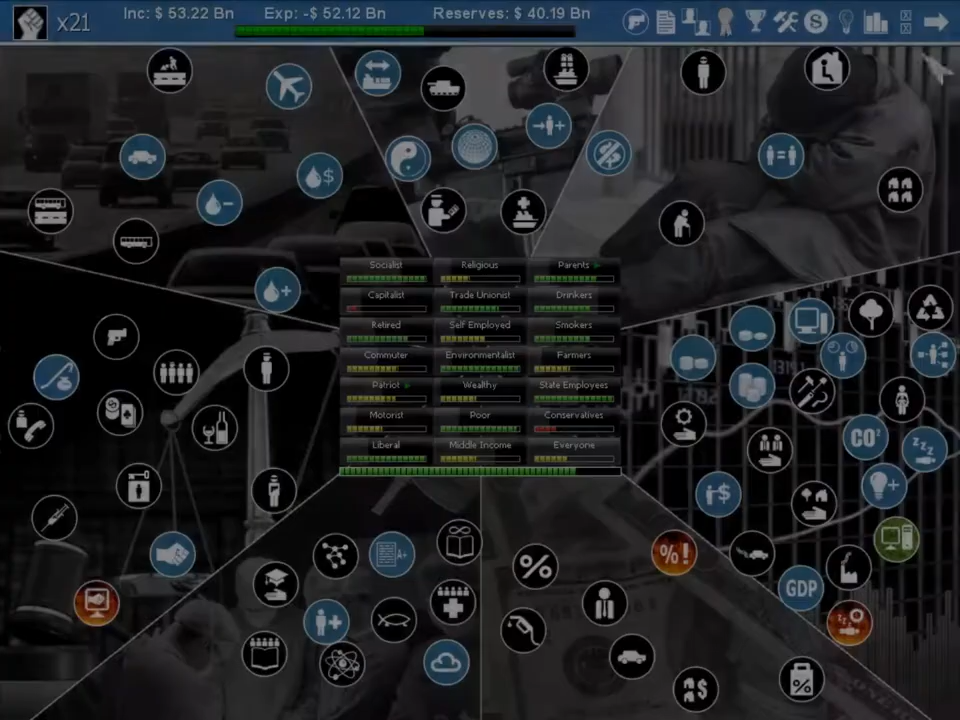 x21 Inc: $ 53.22 Bn Exp: -$ 52.12 Bn Reserves: $ 40.19 Bn
S
$
Socialist Religious Parents
Capitalist Trade Unionist Drinkers
Retired Self Employed Smokers
Commuter Environmentalist Farmers
Patriot Wealthy State Employees
Motorist Poor Conservatives
Liberal Middle Income Everyone
CO²
zzz
$
A+
%
%!
GDP
zzz
$
%